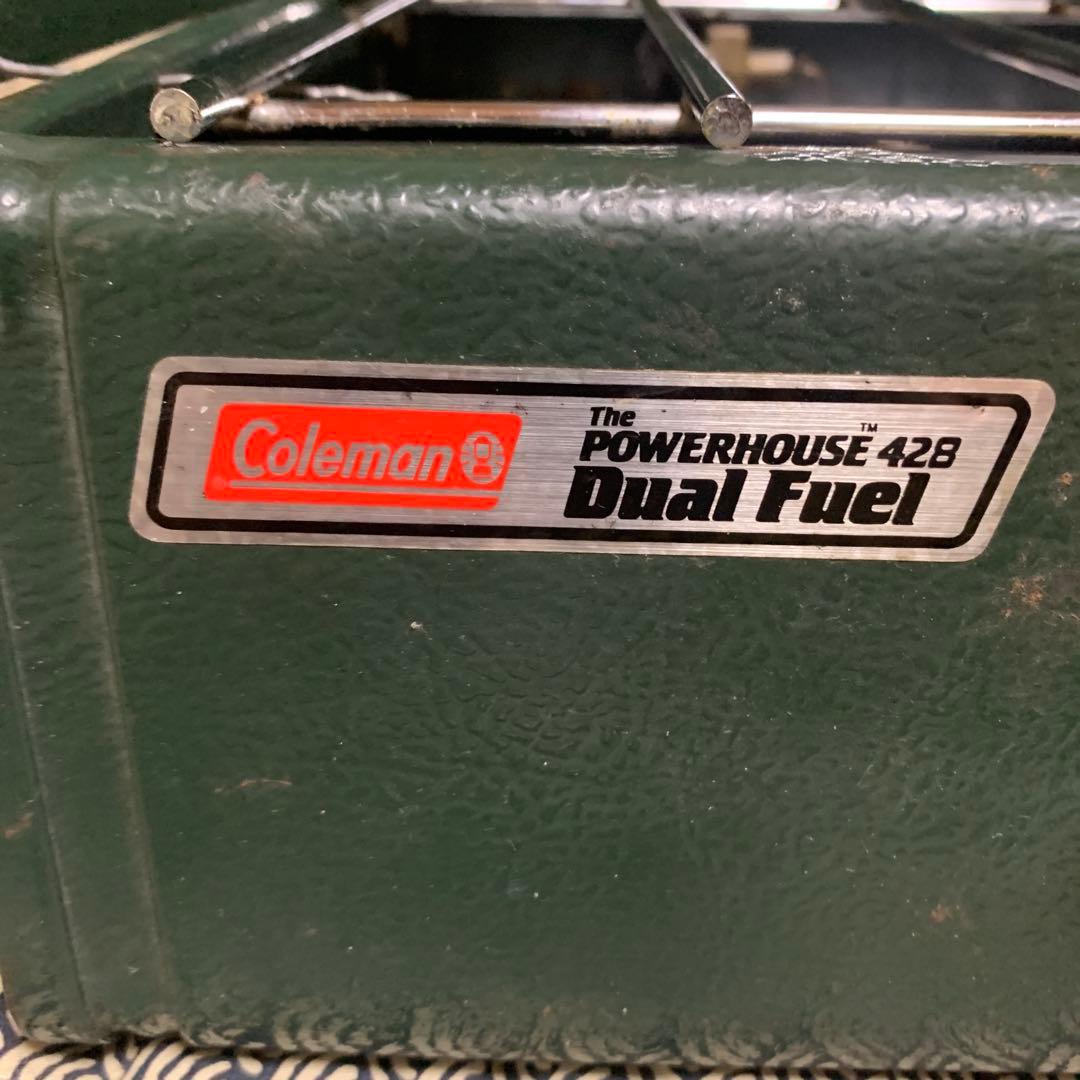 Coleman
The
POWERHOUSE™ 428
Dual Fuel